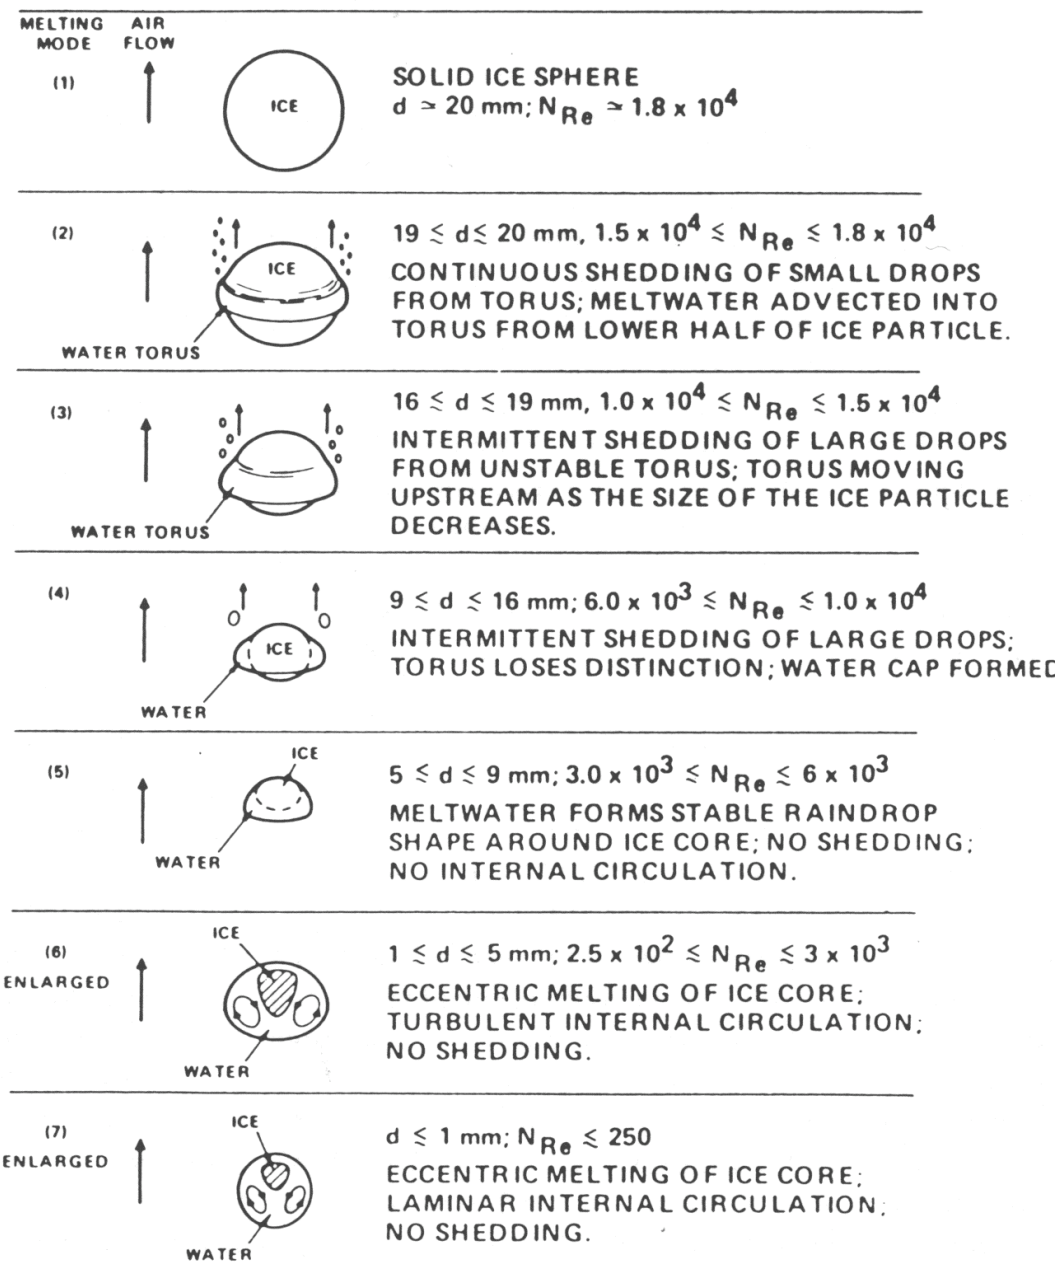 MELTING MODE AIR FLOW
(1)
ICE
SOLID ICE SPHERE
d ≃ 20 mm; N_Re ≃ 1.8 x 10^4
(2)
ICE
WATER TORUS
19 ≲ d ≲ 20 mm, 1.5 x 10^4 ≲ N_Re ≲ 1.8 x 10^4
CONTINUOUS SHEDDING OF SMALL DROPS
FROM TORUS; MELTWATER ADVECTED INTO
TORUS FROM LOWER HALF OF ICE PARTICLE.
(3)
WATER TORUS
16 ≲ d ≲ 19 mm, 1.0 x 10^4 ≲ N_Re ≲ 1.5 x 10^4
INTERMITTENT SHEDDING OF LARGE DROPS
FROM UNSTABLE TORUS; TORUS MOVING
UPSTREAM AS THE SIZE OF THE ICE PARTICLE
DECREASES.
(4)
ICE
WATER
9 ≲ d ≲ 16 mm; 6.0 x 10^3 ≲ N_Re ≲ 1.0 x 10^4
INTERMITTENT SHEDDING OF LARGE DROPS;
TORUS LOSES DISTINCTION; WATER CAP FORMED
(5)
ICE
WATER
5 ≲ d ≲ 9 mm; 3.0 x 10^3 ≲ N_Re ≲ 6 x 10^3
MELTWATER FORMS STABLE RAINDROP
SHAPE AROUND ICE CORE; NO SHEDDING;
NO INTERNAL CIRCULATION.
(6)
ENLARGED
ICE
WATER
1 ≲ d ≲ 5 mm; 2.5 x 10^2 ≲ N_Re ≲ 3 x 10^3
ECCENTRIC MELTING OF ICE CORE;
TURBULENT INTERNAL CIRCULATION;
NO SHEDDING.
(7)
ENLARGED
ICE
WATER
d ≲ 1 mm; N_Re ≲ 250
ECCENTRIC MELTING OF ICE CORE;
LAMINAR INTERNAL CIRCULATION;
NO SHEDDING.